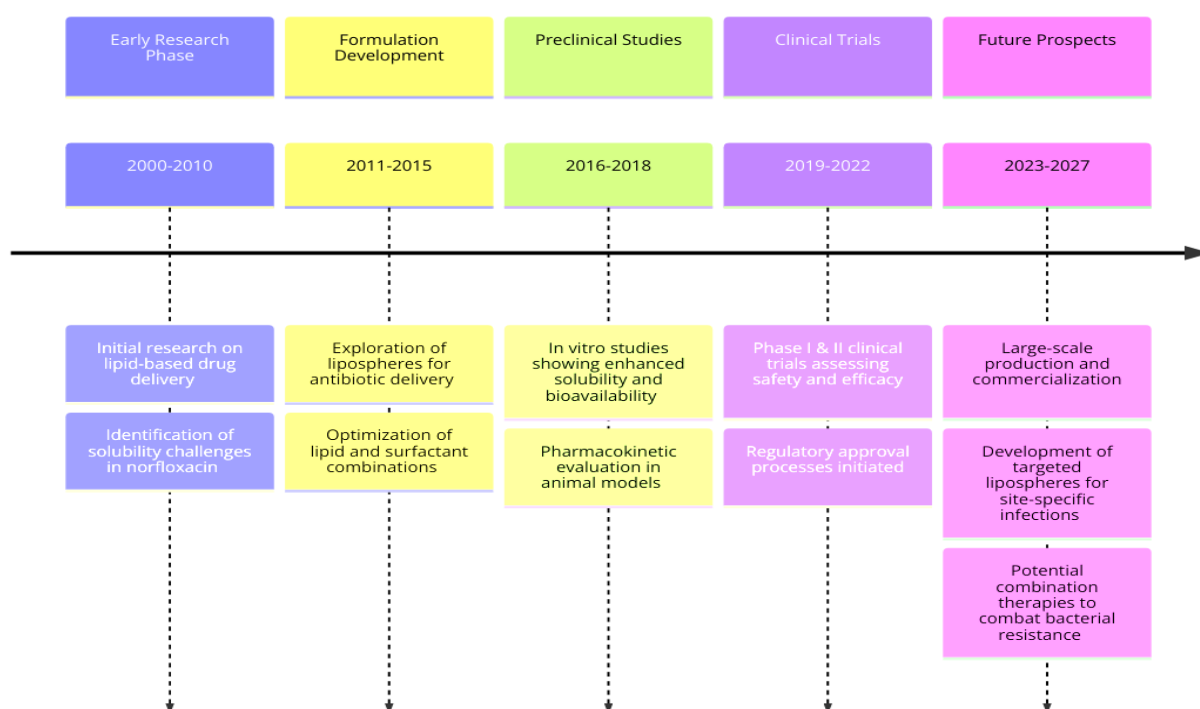 Early Research
Phase
Formulation
Development
Preclinical Studies
Clinical Trials
Future Prospects
2000-2010
2011-2015
2016-2018
2019-2022
2023-2027
Initial research on
lipid-based drug
delivery
Identification of
solubility challenges
in norfloxacin
Exploration of
lipospheres for
antibiotic delivery
Optimization of
lipid and surfactant
combinations
In vitro studies
showing enhanced
solubility and
bioavailability
Pharmacokinetic
evaluation in
animal models
Phase I & II clinical
trials assessing
safety and efficacy
Regulatory approval
processes initiated
Large-scale
production and
commercialization
Development of
targeted
lipospheres for
site-specific
infections
Potential
combination
therapies to
combat bacterial
resistance